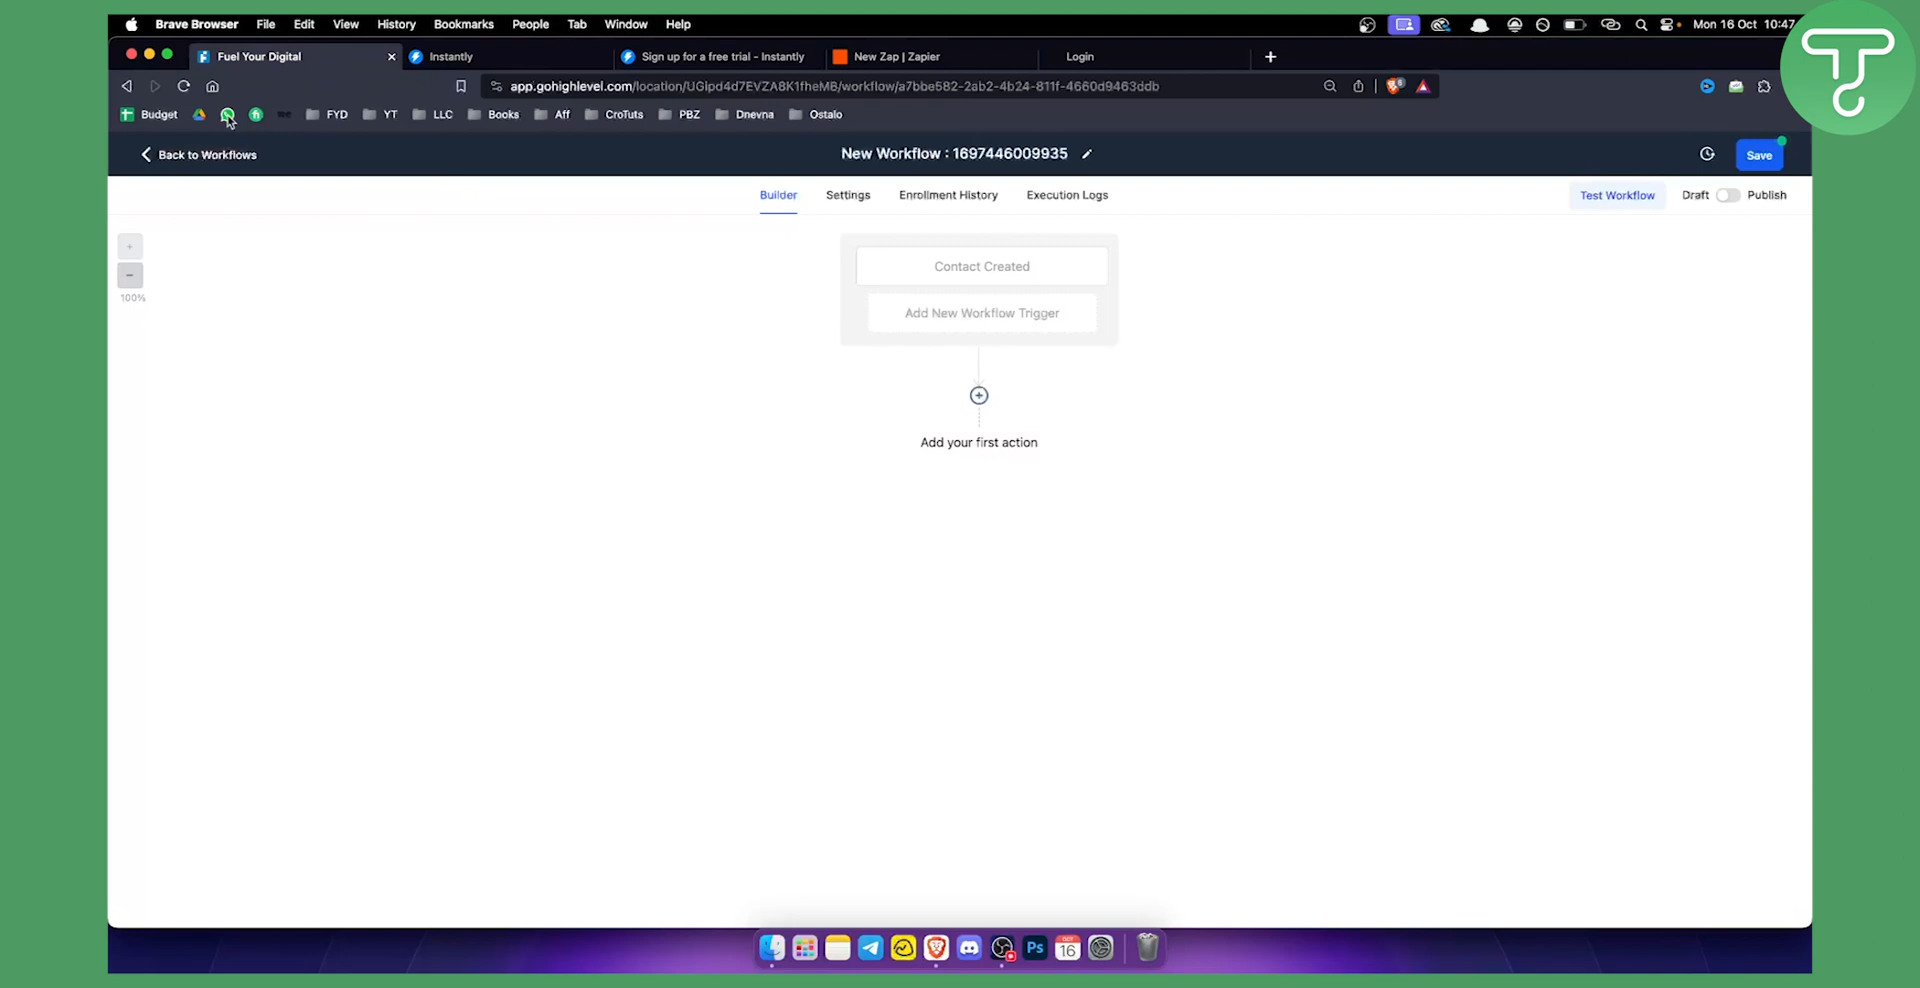 Brave Browser File Edit View History Bookmarks People Tab Window Help Mon 16 Oct 10:47
Fuel Your Digital Instantly Sign up for a free trial - Instantly New Zap | Zapier Login
app.gohighlevel.com/location/UGipd4d7EVZA8K1fheMB/workflow/a7bbe582-2ab2-4b24-811f-4660d9463ddb
Budget FYD YT LLC Books Aff CroTuts PBZ Dnevna Ostalo
Back to Workflows New Workflow : 1697446009935 Save
Builder Settings Enrollment History Execution Logs Test Workflow Draft Publish
Contact Created
100%
Add New Workflow Trigger
Add your first action
Ps
OCT
16